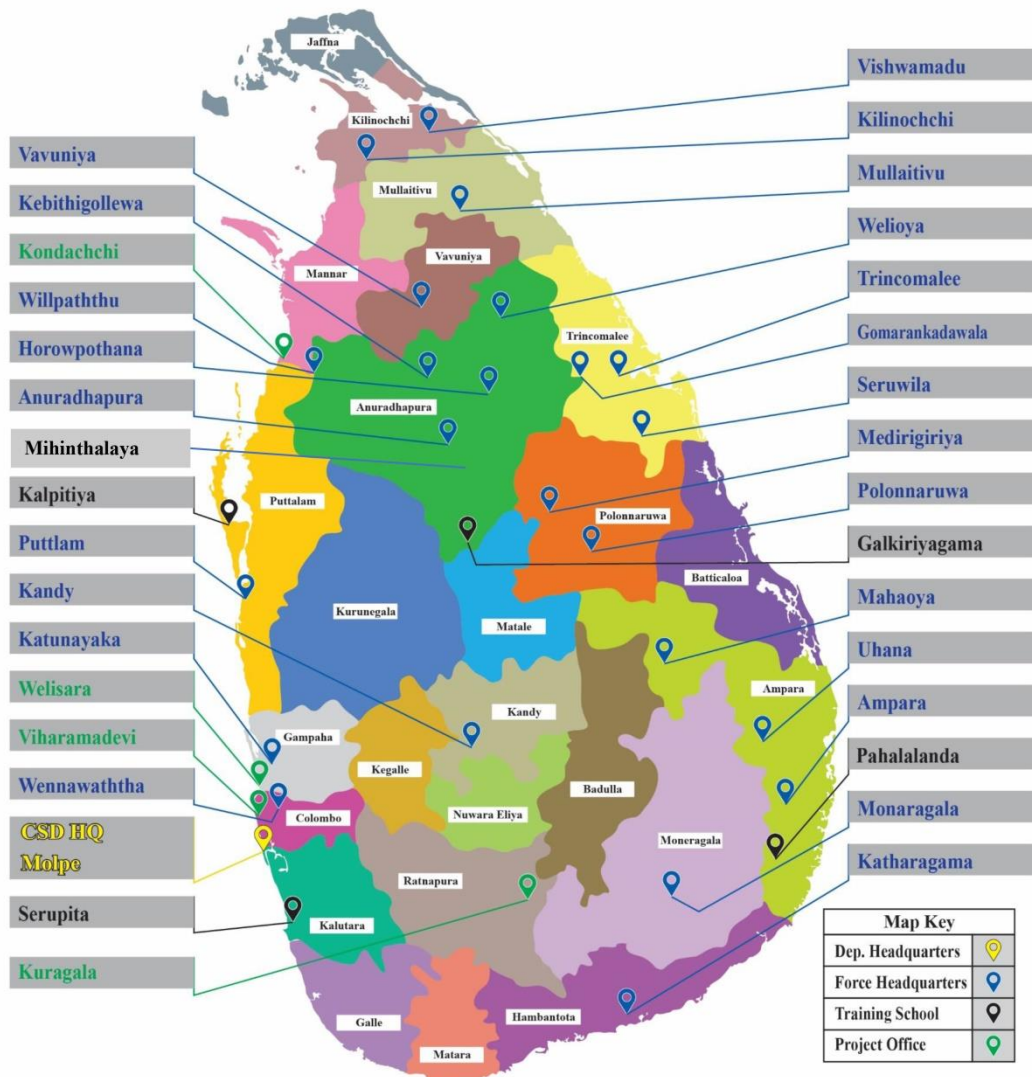 Jaffna
Kilinochchi
Mullaitivu
Vavuniya
Mannar
Trincomalee
Anuradhapura
Puttalam
Polonnaruwa
Batticaloa
Kurunegala
Matale
Ampara
Kandy
Gampaha
Kegalle
Badulla
Nuwara Eliya
Colombo
Moneragala
Ratnapura
Kalutara
Hambantota
Galle
Matara
Vavuniya
Kebithigollewa
Kondachchi
Willpaththu
Horowpothana
Anuradhapura
Mihinthalaya
Kalpitiya
Puttlam
Kandy
Katunayaka
Welisara
Viharamadevi
Wennawaththa
CSD HQ
Molpe
Serupita
Kuragala
Vishwamadu
Kilinochchi
Mullaitivu
Welioya
Trincomalee
Gomarankadawala
Seruwila
Medirigiriya
Polonnaruwa
Galkiriyagama
Mahaoya
Uhana
Ampara
Pahalalanda
Monaragala
Katharagama
Map Key
Dep. Headquarters
Force Headquarters
Training School
Project Office